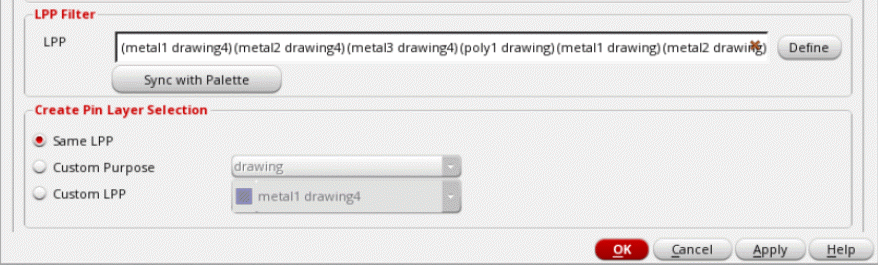 LPP Filter
LPP (metal1 drawing4)(metal2 drawing4)(metal3 drawing4)(poly1 drawing)(metal1 drawing)(metal2 drawing) Define
Sync with Palette
Create Pin Layer Selection
Same LPP
Custom Purpose drawing
Custom LPP metal1 drawing4
OK Cancel Apply Help